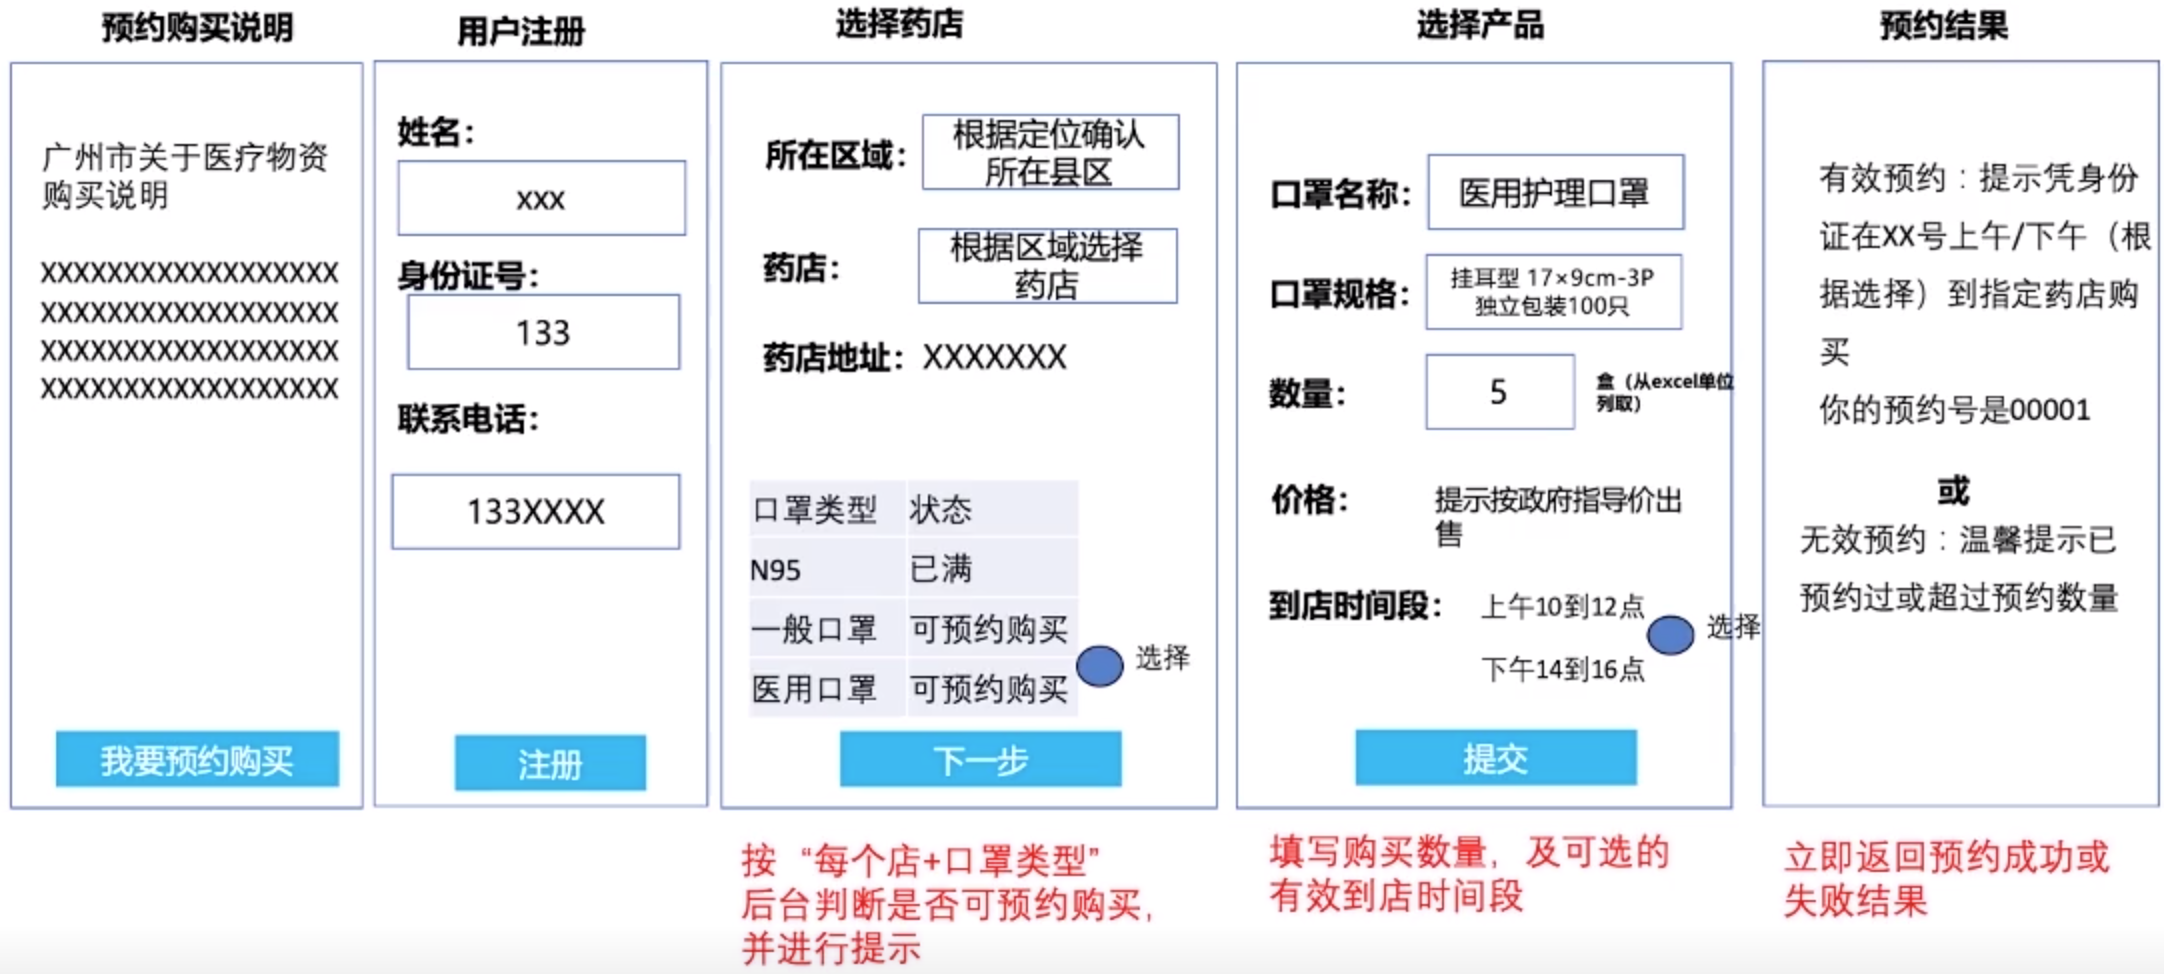 预约购买说明
广州市关于医疗物资
购买说明
XXXXXXXXXXXXXXXXXX
XXXXXXXXXXXXXXXXXX
XXXXXXXXXXXXXXXXXX
XXXXXXXXXXXXXXXXXX
我要预约购买
用户注册
姓名：
xxx
身份证号：
133
联系电话：
133XXXX
注册
选择药店
所在区域：
根据定位确认
所在县区
药店：
根据区域选择
药店
药店地址：XXXXXXX
口罩类型 状态
N95 已满
一般口罩 可预约购买
医用口罩 可预约购买
选择
下一步
按“每个店+口罩类型”
后台判断是否可预约购买，
并进行提示
选择产品
口罩名称：
医用护理口罩
口罩规格：
挂耳型 17×9cm-3P
独立包装100只
数量：
5
盒（从excel单位
列取）
价格：
提示按政府指导价出
售
到店时间段：
上午10到12点
选择
下午14到16点
提交
填写购买数量，及可选的
有效到店时间段
预约结果
有效预约：提示凭身份
证在XX号上午/下午（根
据选择）到指定药店购
买
你的预约号是00001
或
无效预约：温馨提示已
预约过或超过预约数量
立即返回预约成功或
失败结果